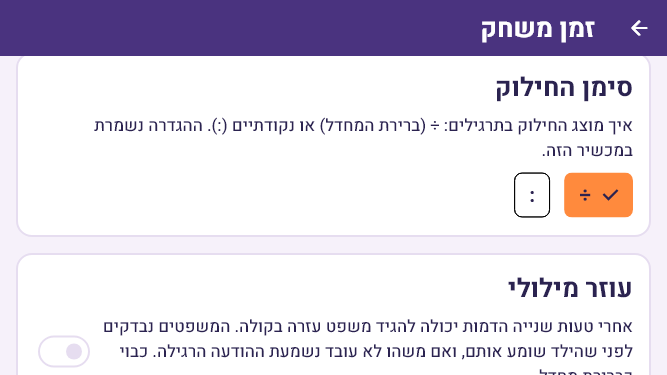 זמן משחק
סימן החילוק
איך מוצג החילוק בתרגילים: ÷ (ברירת המחדל) או נקודתיים (:). ההגדרה נשמרת
במכשיר הזה.
÷
:
עוזר מילולי
אחרי טעות שנייה הדמות יכולה להגיד משפט עזרה בקולה. המשפטים נבדקים
לפני שהילד שומע אותם, ואם משהו לא עובד נשמעת ההודעה הרגילה. כבוי